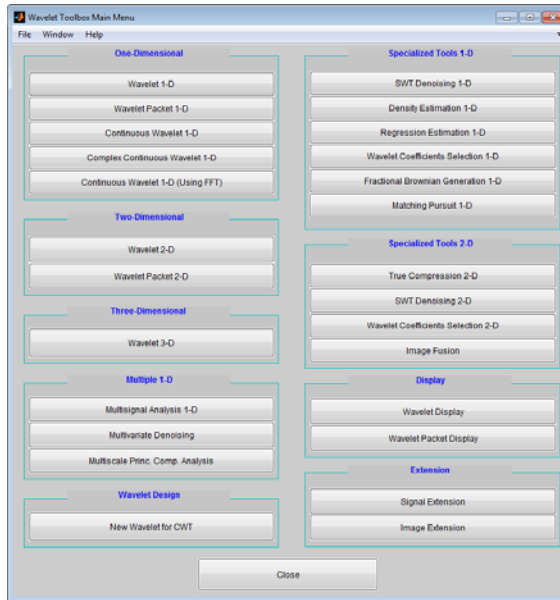 Wavelet Toolbox Main Menu
File Window Help
One-Dimensional
Wavelet 1-D
Wavelet Packet 1-D
Continuous Wavelet 1-D
Complex Continuous Wavelet 1-D
Continuous Wavelet 1-D (Using FFT)
Two-Dimensional
Wavelet 2-D
Wavelet Packet 2-D
Three-Dimensional
Wavelet 3-D
Multiple 1-D
Multisignal Analysis 1-D
Multivariate Denoising
Multiscale Princ. Comp. Analysis
Wavelet Design
New Wavelet for CWT
Specialized Tools 1-D
SWT Denoising 1-D
Density Estimation 1-D
Regression Estimation 1-D
Wavelet Coefficients Selection 1-D
Fractional Brownian Generation 1-D
Matching Pursuit 1-D
Specialized Tools 2-D
True Compression 2-D
SWT Denoising 2-D
Wavelet Coefficients Selection 2-D
Image Fusion
Display
Wavelet Display
Wavelet Packet Display
Extension
Signal Extension
Image Extension
Close